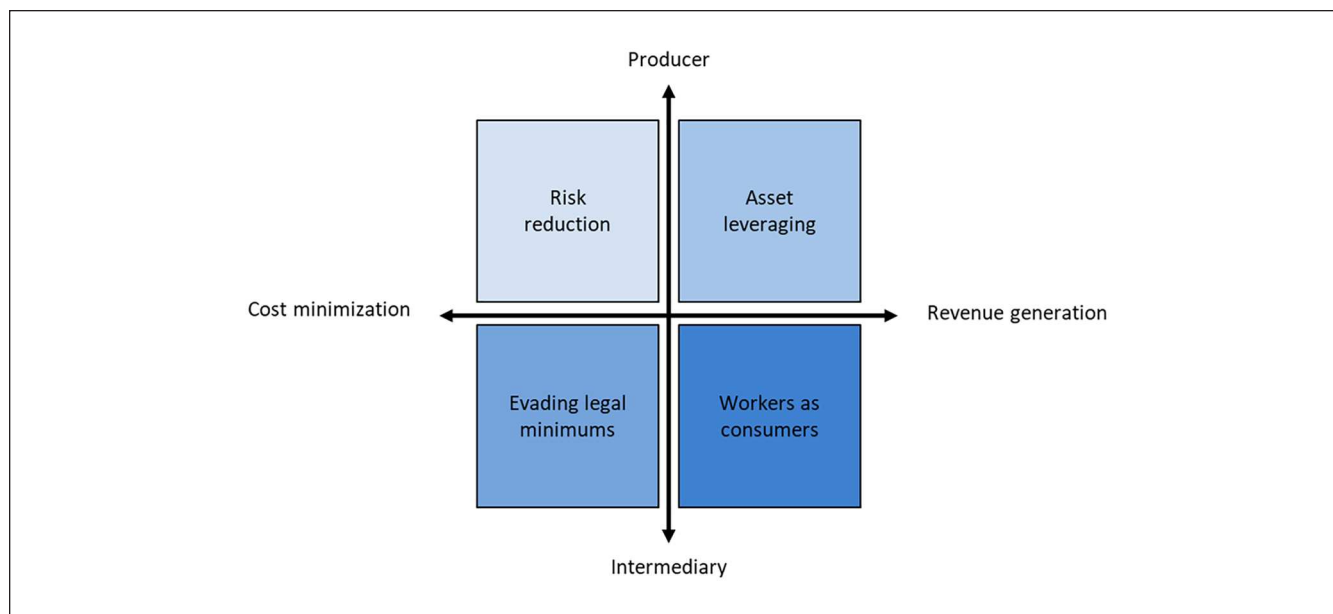 Producer
Risk
reduction
Asset
leveraging
Cost minimization
Revenue generation
Evading legal
minimums
Workers as
consumers
Intermediary